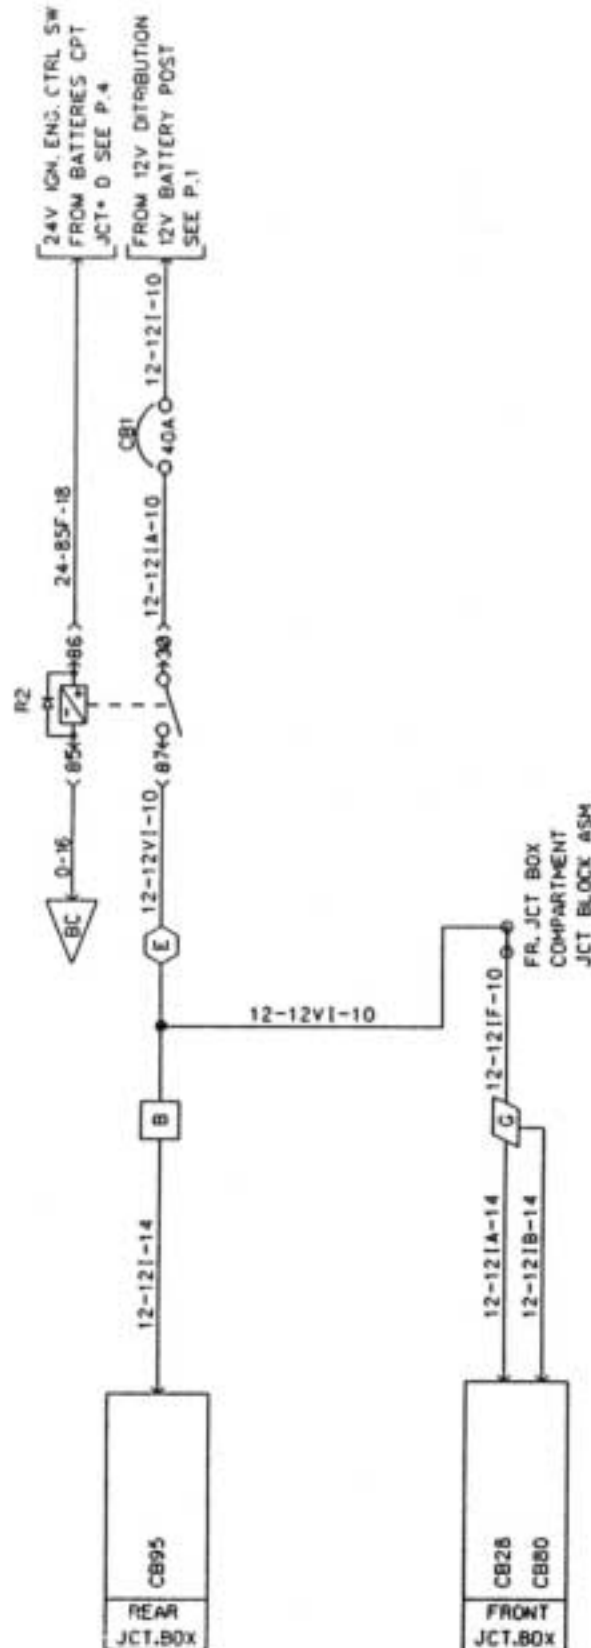 24V IGN. ENG. CTRL SW
FROM BATTERIES CPT
JCT* D SEE P.4
FROM 12V DITRIBUTION
12V BATTERY POST
SEE P.1
24-85F-18
12-12I-10
CB1
40A
12-12IA-10
R2
86
30
85
87
0-16
12-12VI-10
BC
E
12-12VI-10
FR. JCT BOX
COMPARTMENT
JCT BLOCK ASM
12-12IF-10
B
G
12-12I-14
12-12IA-14
12-12IB-14
CB95
REAR
JCT.BOX
CB28
CB80
FRONT
JCT.BOX